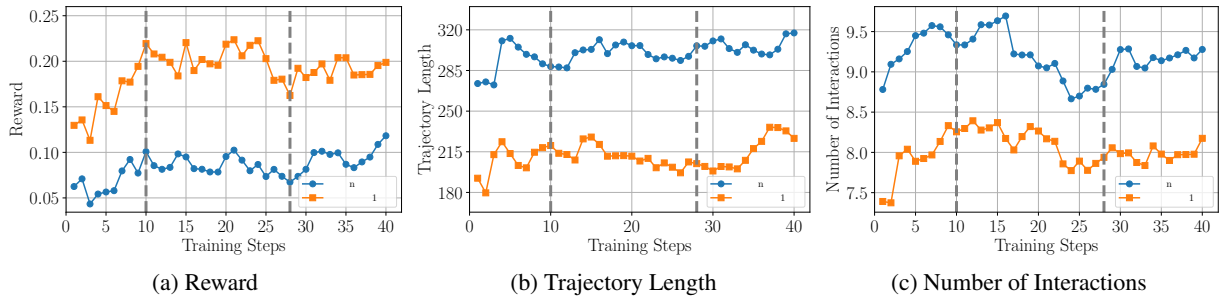 0.25
0.20
0.15
0.10
0.05
Reward
0 5 10 15 20 25 30 35 40
Training Steps
n
1
(a) Reward
320
285
250
215
180
Trajectory Length
0 10 20 30 40
Training Steps
n
1
(b) Trajectory Length
9.5
9.0
8.5
8.0
7.5
Number of Interactions
0 5 10 15 20 25 30 35 40
Training Steps
n
1
(c) Number of Interactions